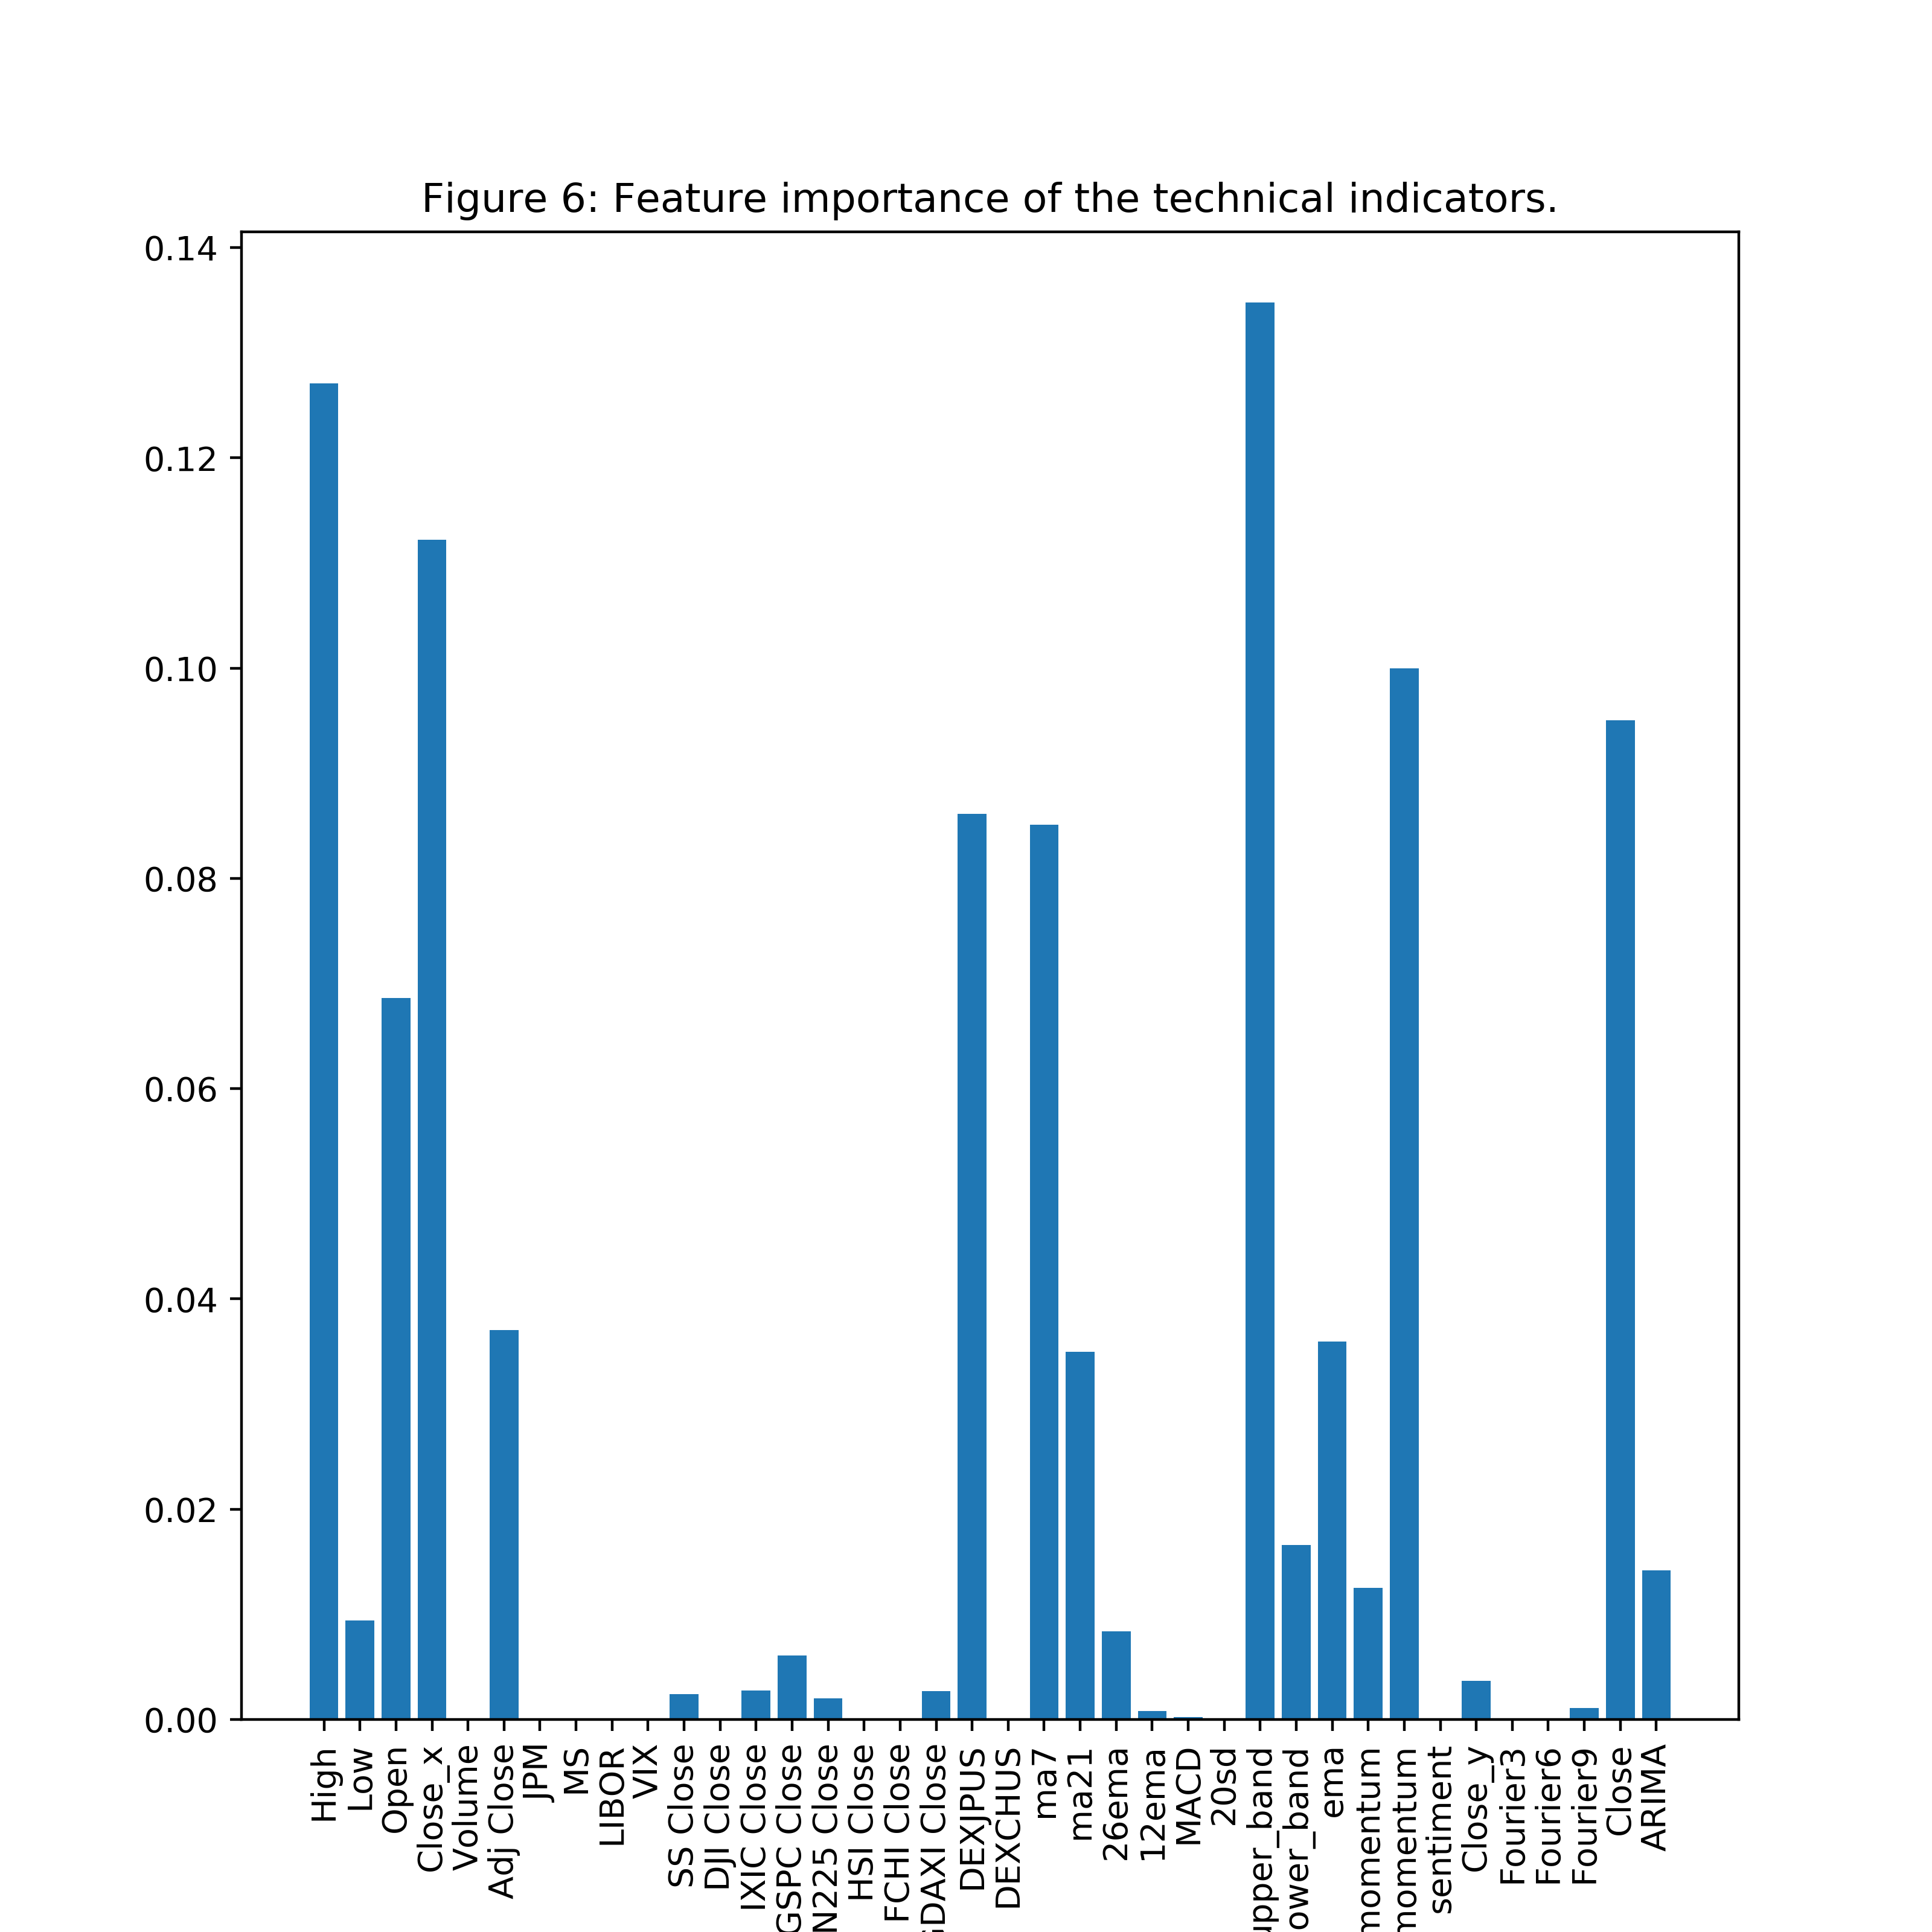 Figure 6: Feature importance of the technical indicators.
0.14
0.12
0.10
0.08
0.06
0.04
0.02
0.00
High
Low
Open
Close_x
Volume
Adj Close
JPM
MS
LIBOR
VIX
SS Close
DJI Close
IXIC Close
GSPC Close
N225 Close
HSI Close
FCHI Close
GDAXI Close
DEXJPUS
DEXCHUS
ma7
ma21
26ema
12ema
MACD
20sd
upper_band
ower_band
ema
momentum
momentum
sentiment
Close_y
Fourier3
Fourier6
Fourier9
Close
ARIMA